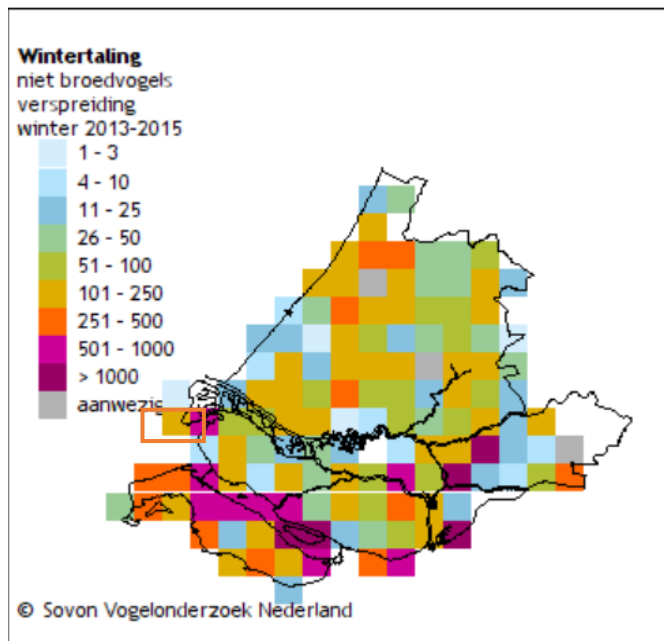 Wintertaling
niet broedvogels
verspreiding
winter 2013-2015
1 - 3
4 - 10
11 - 25
26 - 50
51 - 100
101 - 250
251 - 500
501 - 1000
> 1000
aanwezig
© Sovon Vogelonderzoek Nederland